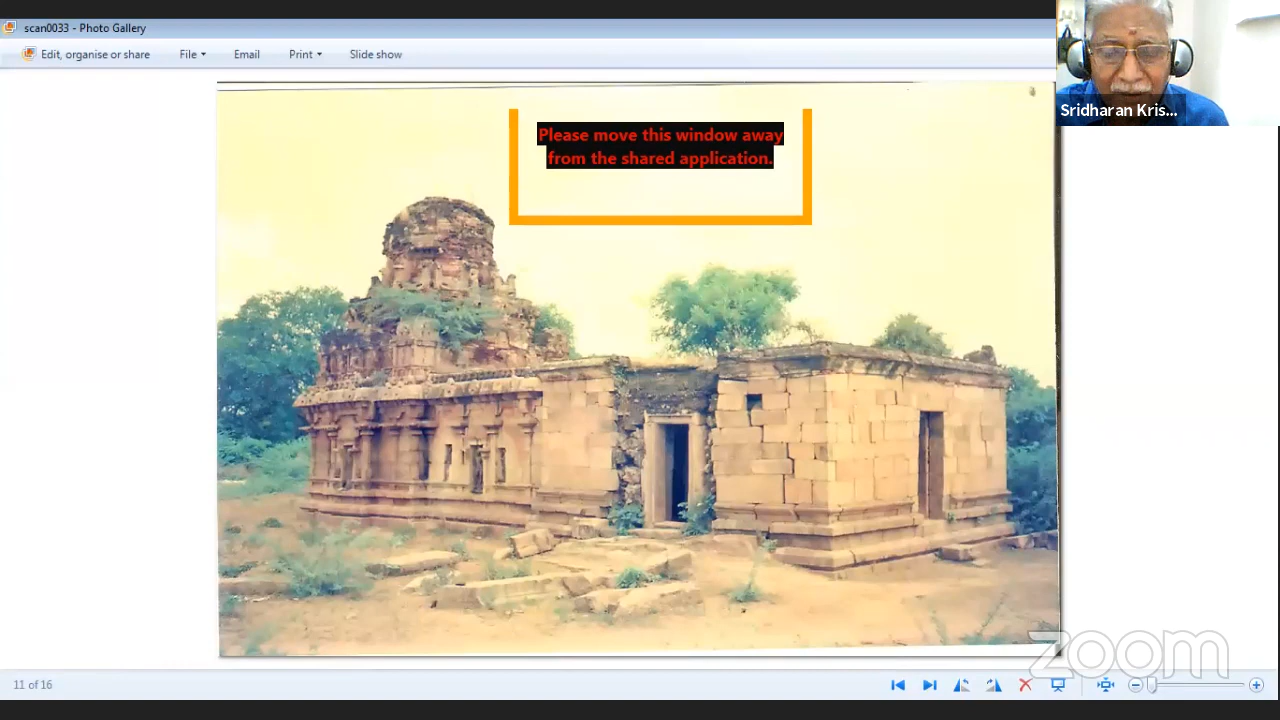 scan0033 - Photo Gallery
Edit, organise or share File Email Print Slide show
Sridharan Kris...
Please move this window away
from the shared application.
zoom
11 of 16